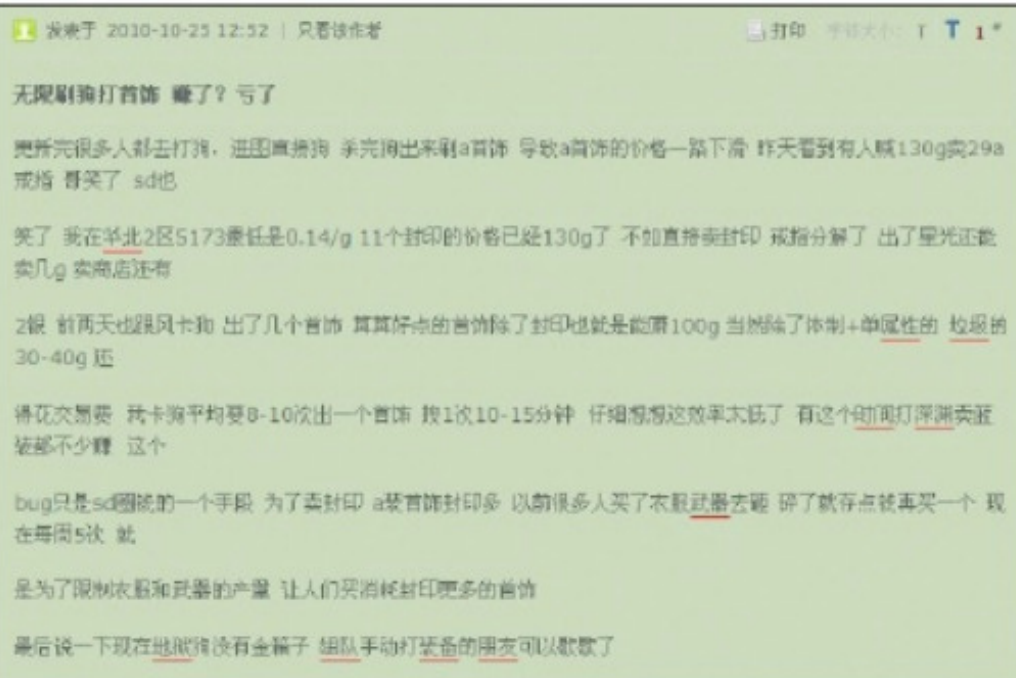 发表于 2010-10-25 12:52 | 只看该作者
打印 字体大小: T T 1#
无限刷狗打首饰 赚了？亏了
更新完很多人都去打狗，进图直接狗 杀完狗出来刷a首饰 导致a首饰的价格一路下滑 昨天看到有人喊130g卖29a
戒指 哥笑了 sd也
笑了 我在华北2区5173最低是0.14/g 11个封印的价格已经130g了 不如直接卖封印 戒指分解了 出了星光还能
卖几g 卖商店还有
2银 前两天也跟风卡狗 出了几个首饰 耳耳好点的首饰除了封印也就是能赚100g 当然除了体制+单属性的 垃圾的
30-40g 还
得花交易费 我卡狗平均要8-10次出一个首饰 按1次10-15分钟 仔细想想这效率太低了 有这个时间打深渊卖蓝
装都不少赚 这个
bug只是sd圈钱的一个手段 为了卖封印 a装首饰封印多 以前很多人买了衣服武器去砸 碎了就存点钱再买一个 现
在每周5次 就
是为了限制衣服和武器的产量 让人们买消耗封印更多的首饰
最后说一下现在地狱狗没有金箱子 组队手动打装备的朋友可以歇歇了